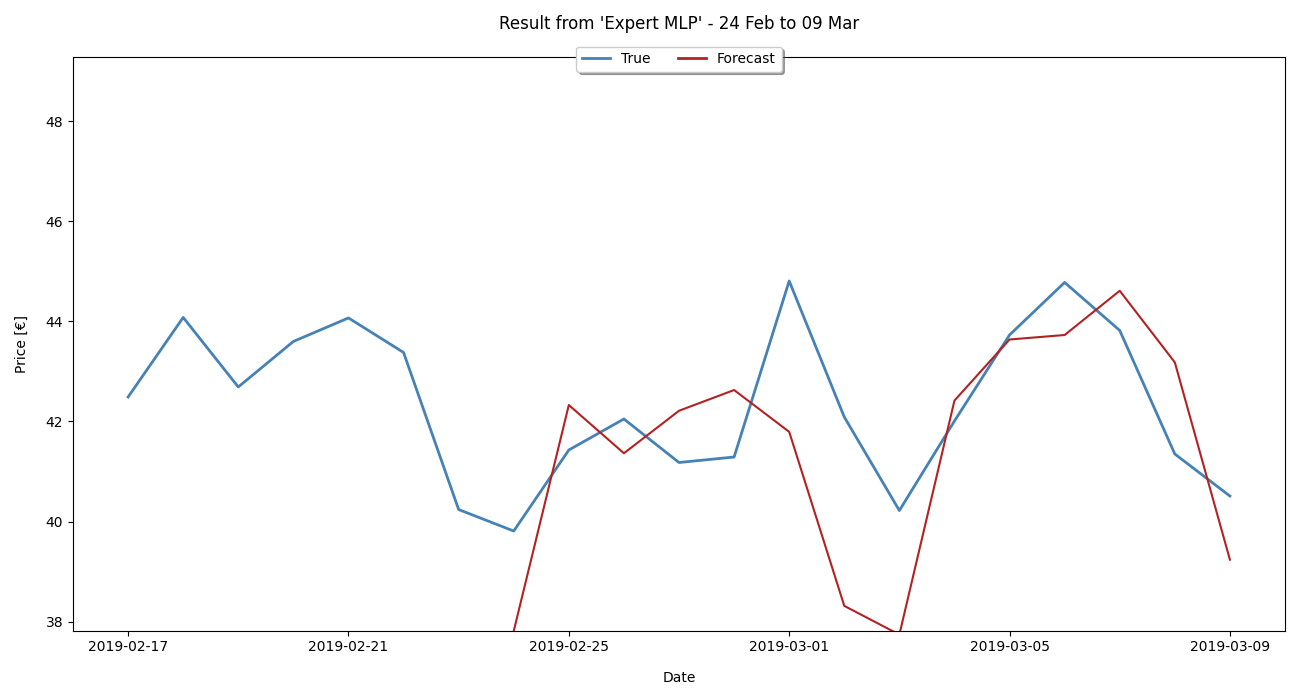 Result from 'Expert MLP' - 24 Feb to 09 Mar
True Forecast
48
46
44
42
40
38
Price [€]
2019-02-17 2019-02-21 2019-02-25 2019-03-01 2019-03-05 2019-03-09
Date